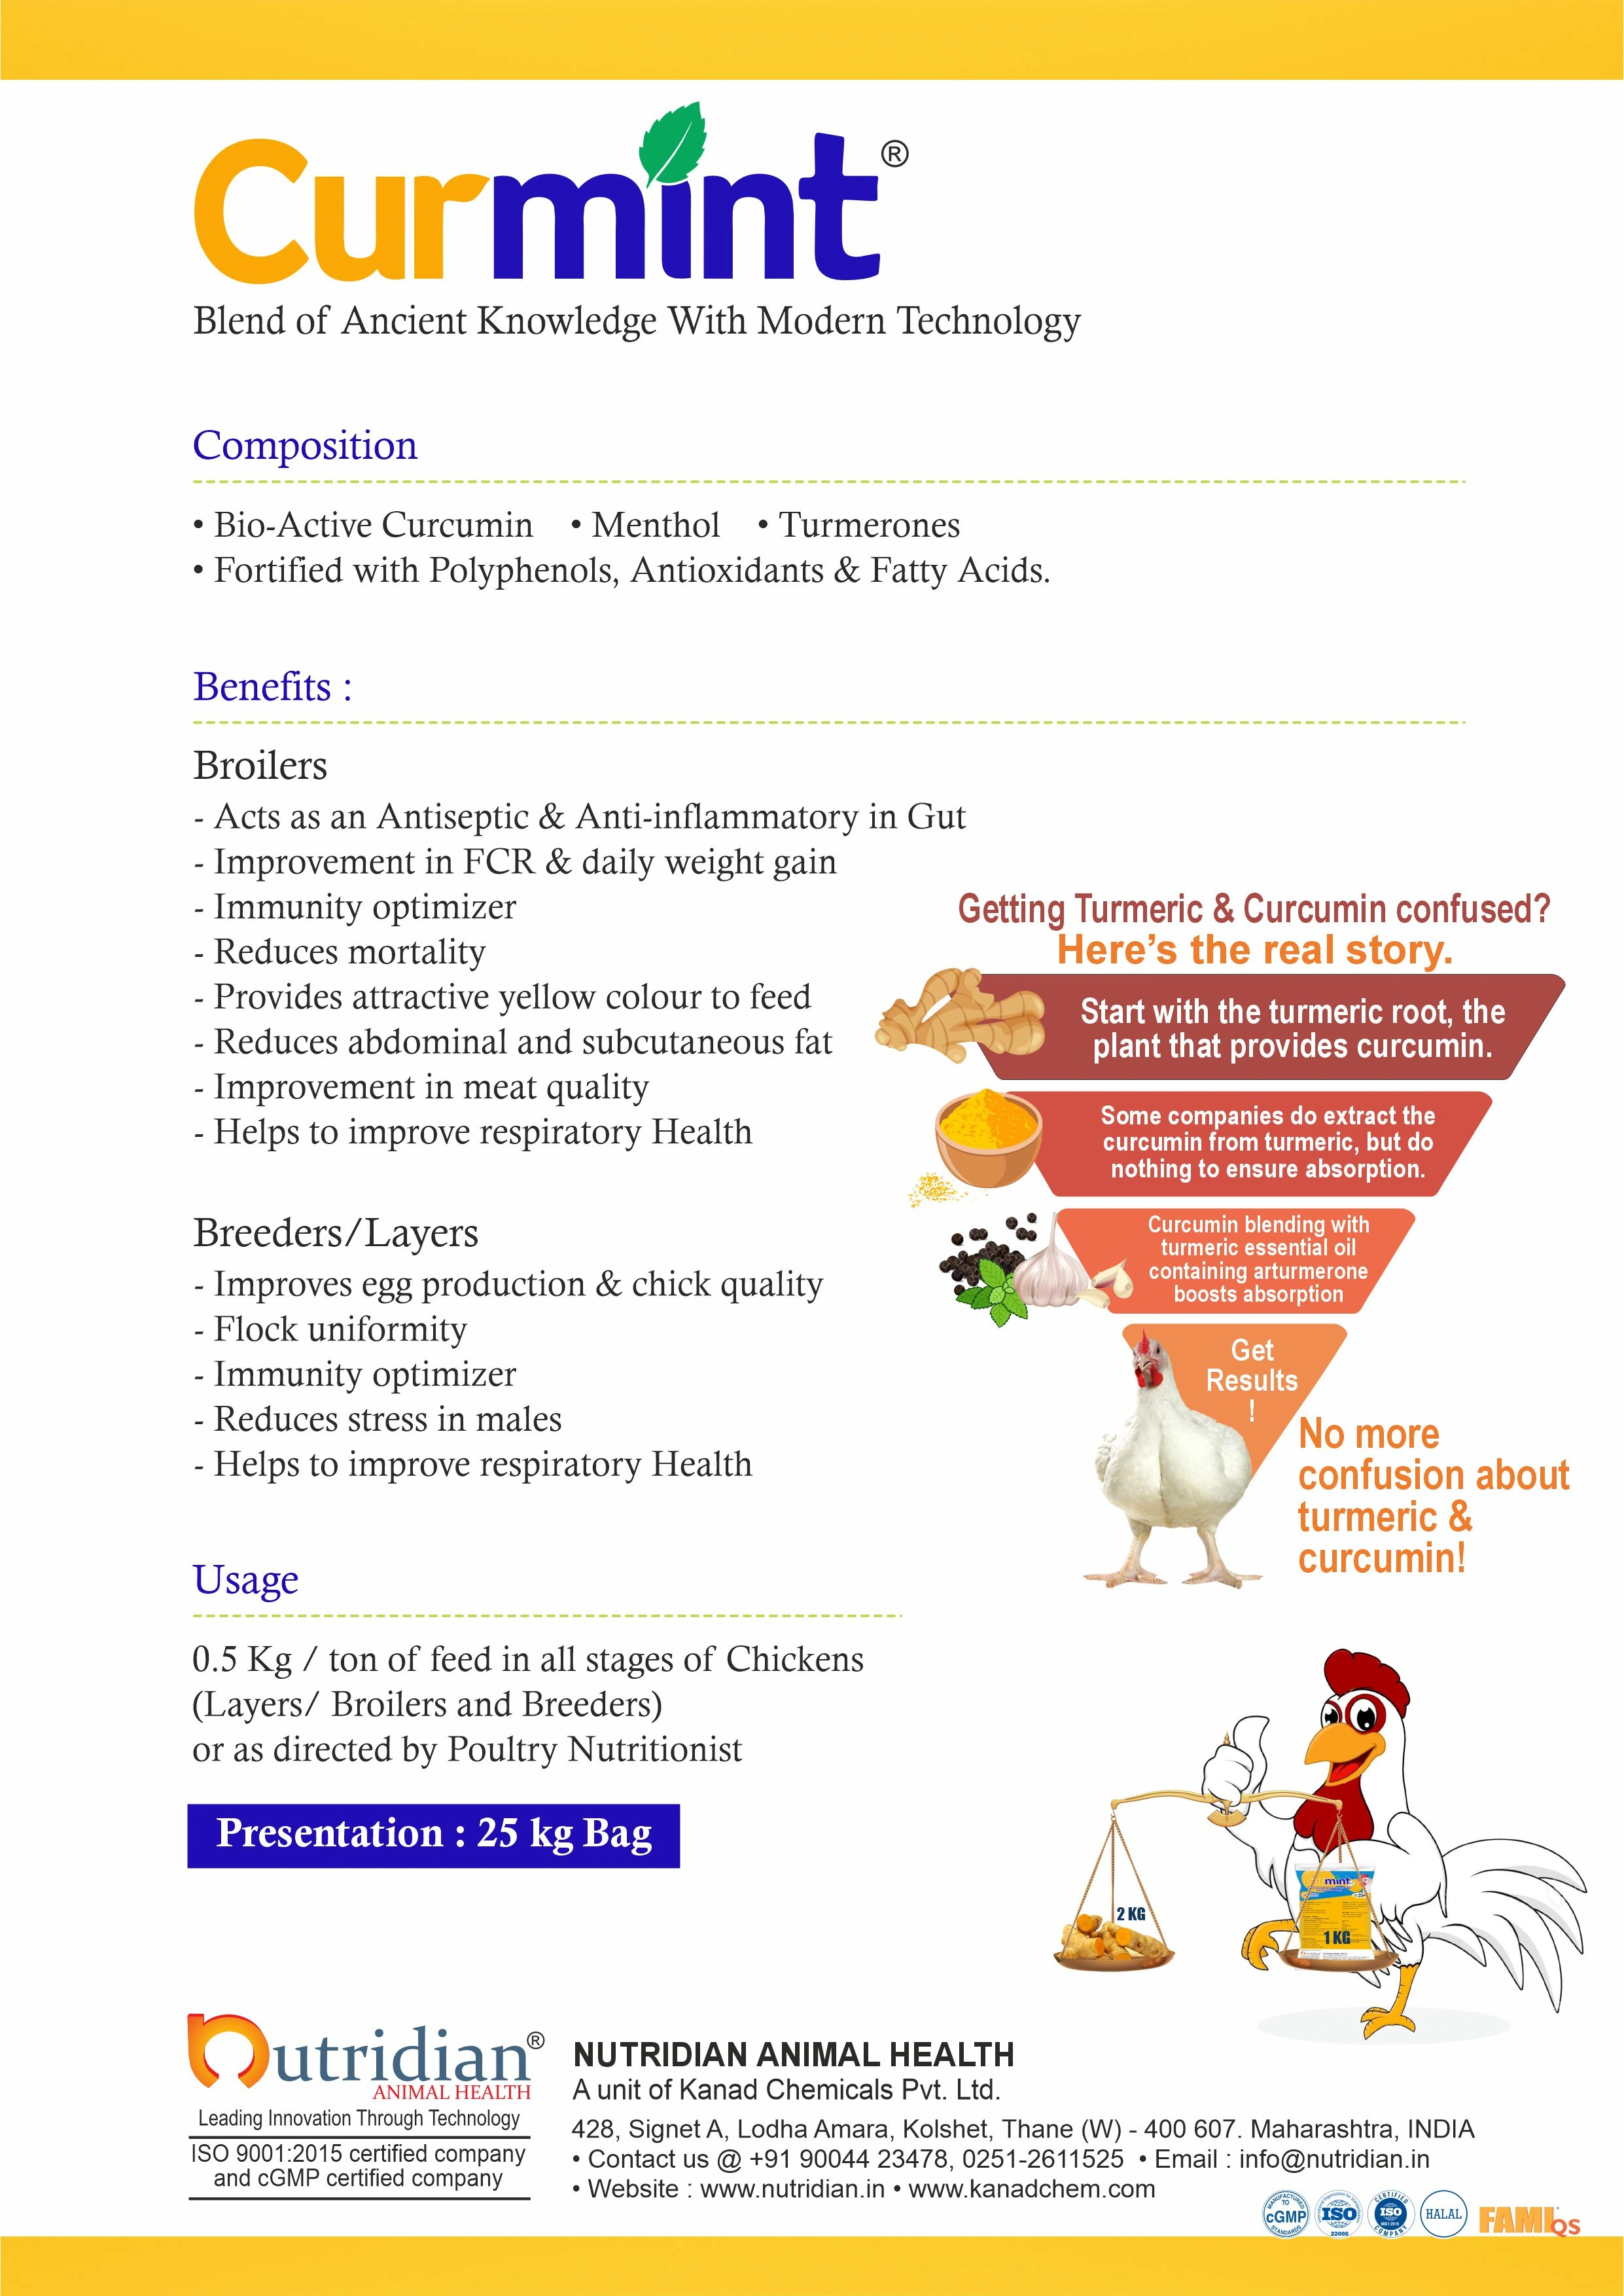 Curmint®
Blend of Ancient Knowledge With Modern Technology
Composition
• Bio-Active Curcumin • Menthol • Turmerones
• Fortified with Polyphenols, Antioxidants & Fatty Acids.
Benefits :
Broilers
- Acts as an Antiseptic & Anti-inflammatory in Gut
- Improvement in FCR & daily weight gain
- Immunity optimizer
- Reduces mortality
- Provides attractive yellow colour to feed
- Reduces abdominal and subcutaneous fat
- Improvement in meat quality
- Helps to improve respiratory Health
Breeders/Layers
- Improves egg production & chick quality
- Flock uniformity
- Immunity optimizer
- Reduces stress in males
- Helps to improve respiratory Health
Getting Turmeric & Curcumin confused?
Here's the real story.
Start with the turmeric root, the
plant that provides curcumin.
Some companies do extract the
curcumin from turmeric, but do
nothing to ensure absorption.
Curcumin blending with
turmeric essential oil
containing arturmerone
boosts absorption
Get
Results
!
No more
confusion about
turmeric &
curcumin!
Usage
0.5 Kg / ton of feed in all stages of Chickens
(Layers/ Broilers and Breeders)
or as directed by Poultry Nutritionist
Presentation : 25 kg Bag
2 KG
mint
1 KG
nutridian®
ANIMAL HEALTH
Leading Innovation Through Technology
ISO 9001:2015 certified company
and cGMP certified company
NUTRIDIAN ANIMAL HEALTH
A unit of Kanad Chemicals Pvt. Ltd.
428, Signet A, Lodha Amara, Kolshet, Thane (W) - 400 607. Maharashtra, INDIA
• Contact us @ +91 90044 23478, 0251-2611525 • Email : info@nutridian.in
• Website : www.nutridian.in • www.kanadchem.com
MANUFACTURED TO cGMP STANDARDS
ISO 22000
CERTIFIED ISO 9001:2015 COMPANY
HALAL
FAMI QS